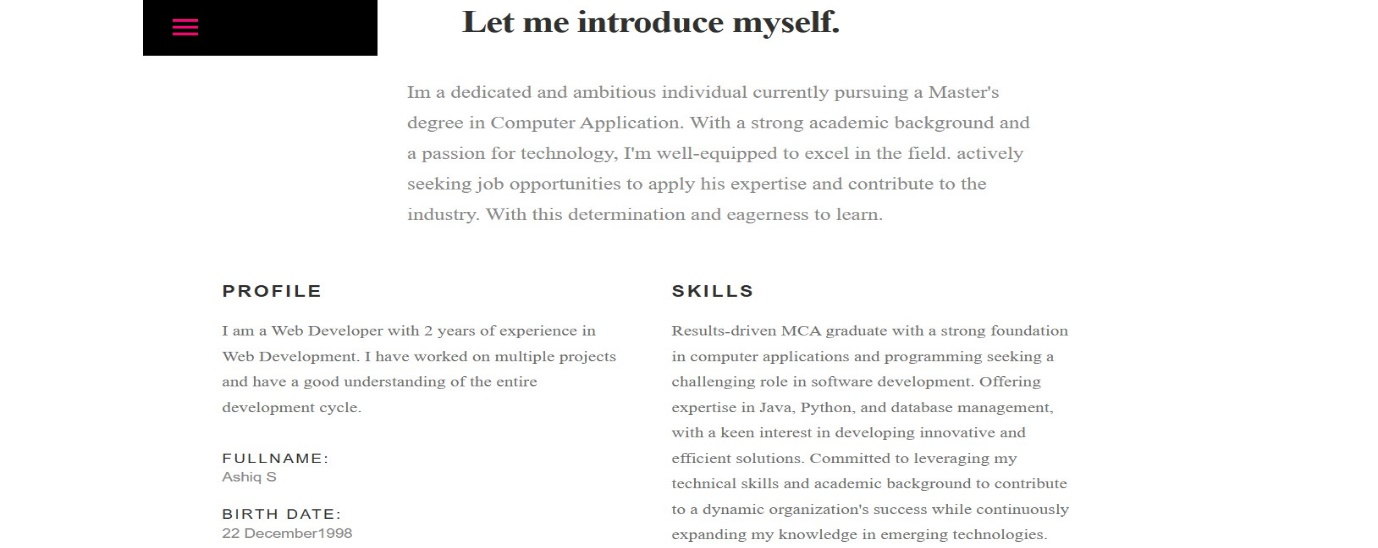 Let me introduce myself.
Im a dedicated and ambitious individual currently pursuing a Master's
degree in Computer Application. With a strong academic background and
a passion for technology, I'm well-equipped to excel in the field. actively
seeking job opportunities to apply his expertise and contribute to the
industry. With this determination and eagerness to learn.
PROFILE
I am a Web Developer with 2 years of experience in
Web Development. I have worked on multiple projects
and have a good understanding of the entire
development cycle.
FULLNAME:
Ashiq S
BIRTH DATE:
22 December1998
SKILLS
Results-driven MCA graduate with a strong foundation
in computer applications and programming seeking a
challenging role in software development. Offering
expertise in Java, Python, and database management,
with a keen interest in developing innovative and
efficient solutions. Committed to leveraging my
technical skills and academic background to contribute
to a dynamic organization's success while continuously
expanding my knowledge in emerging technologies.